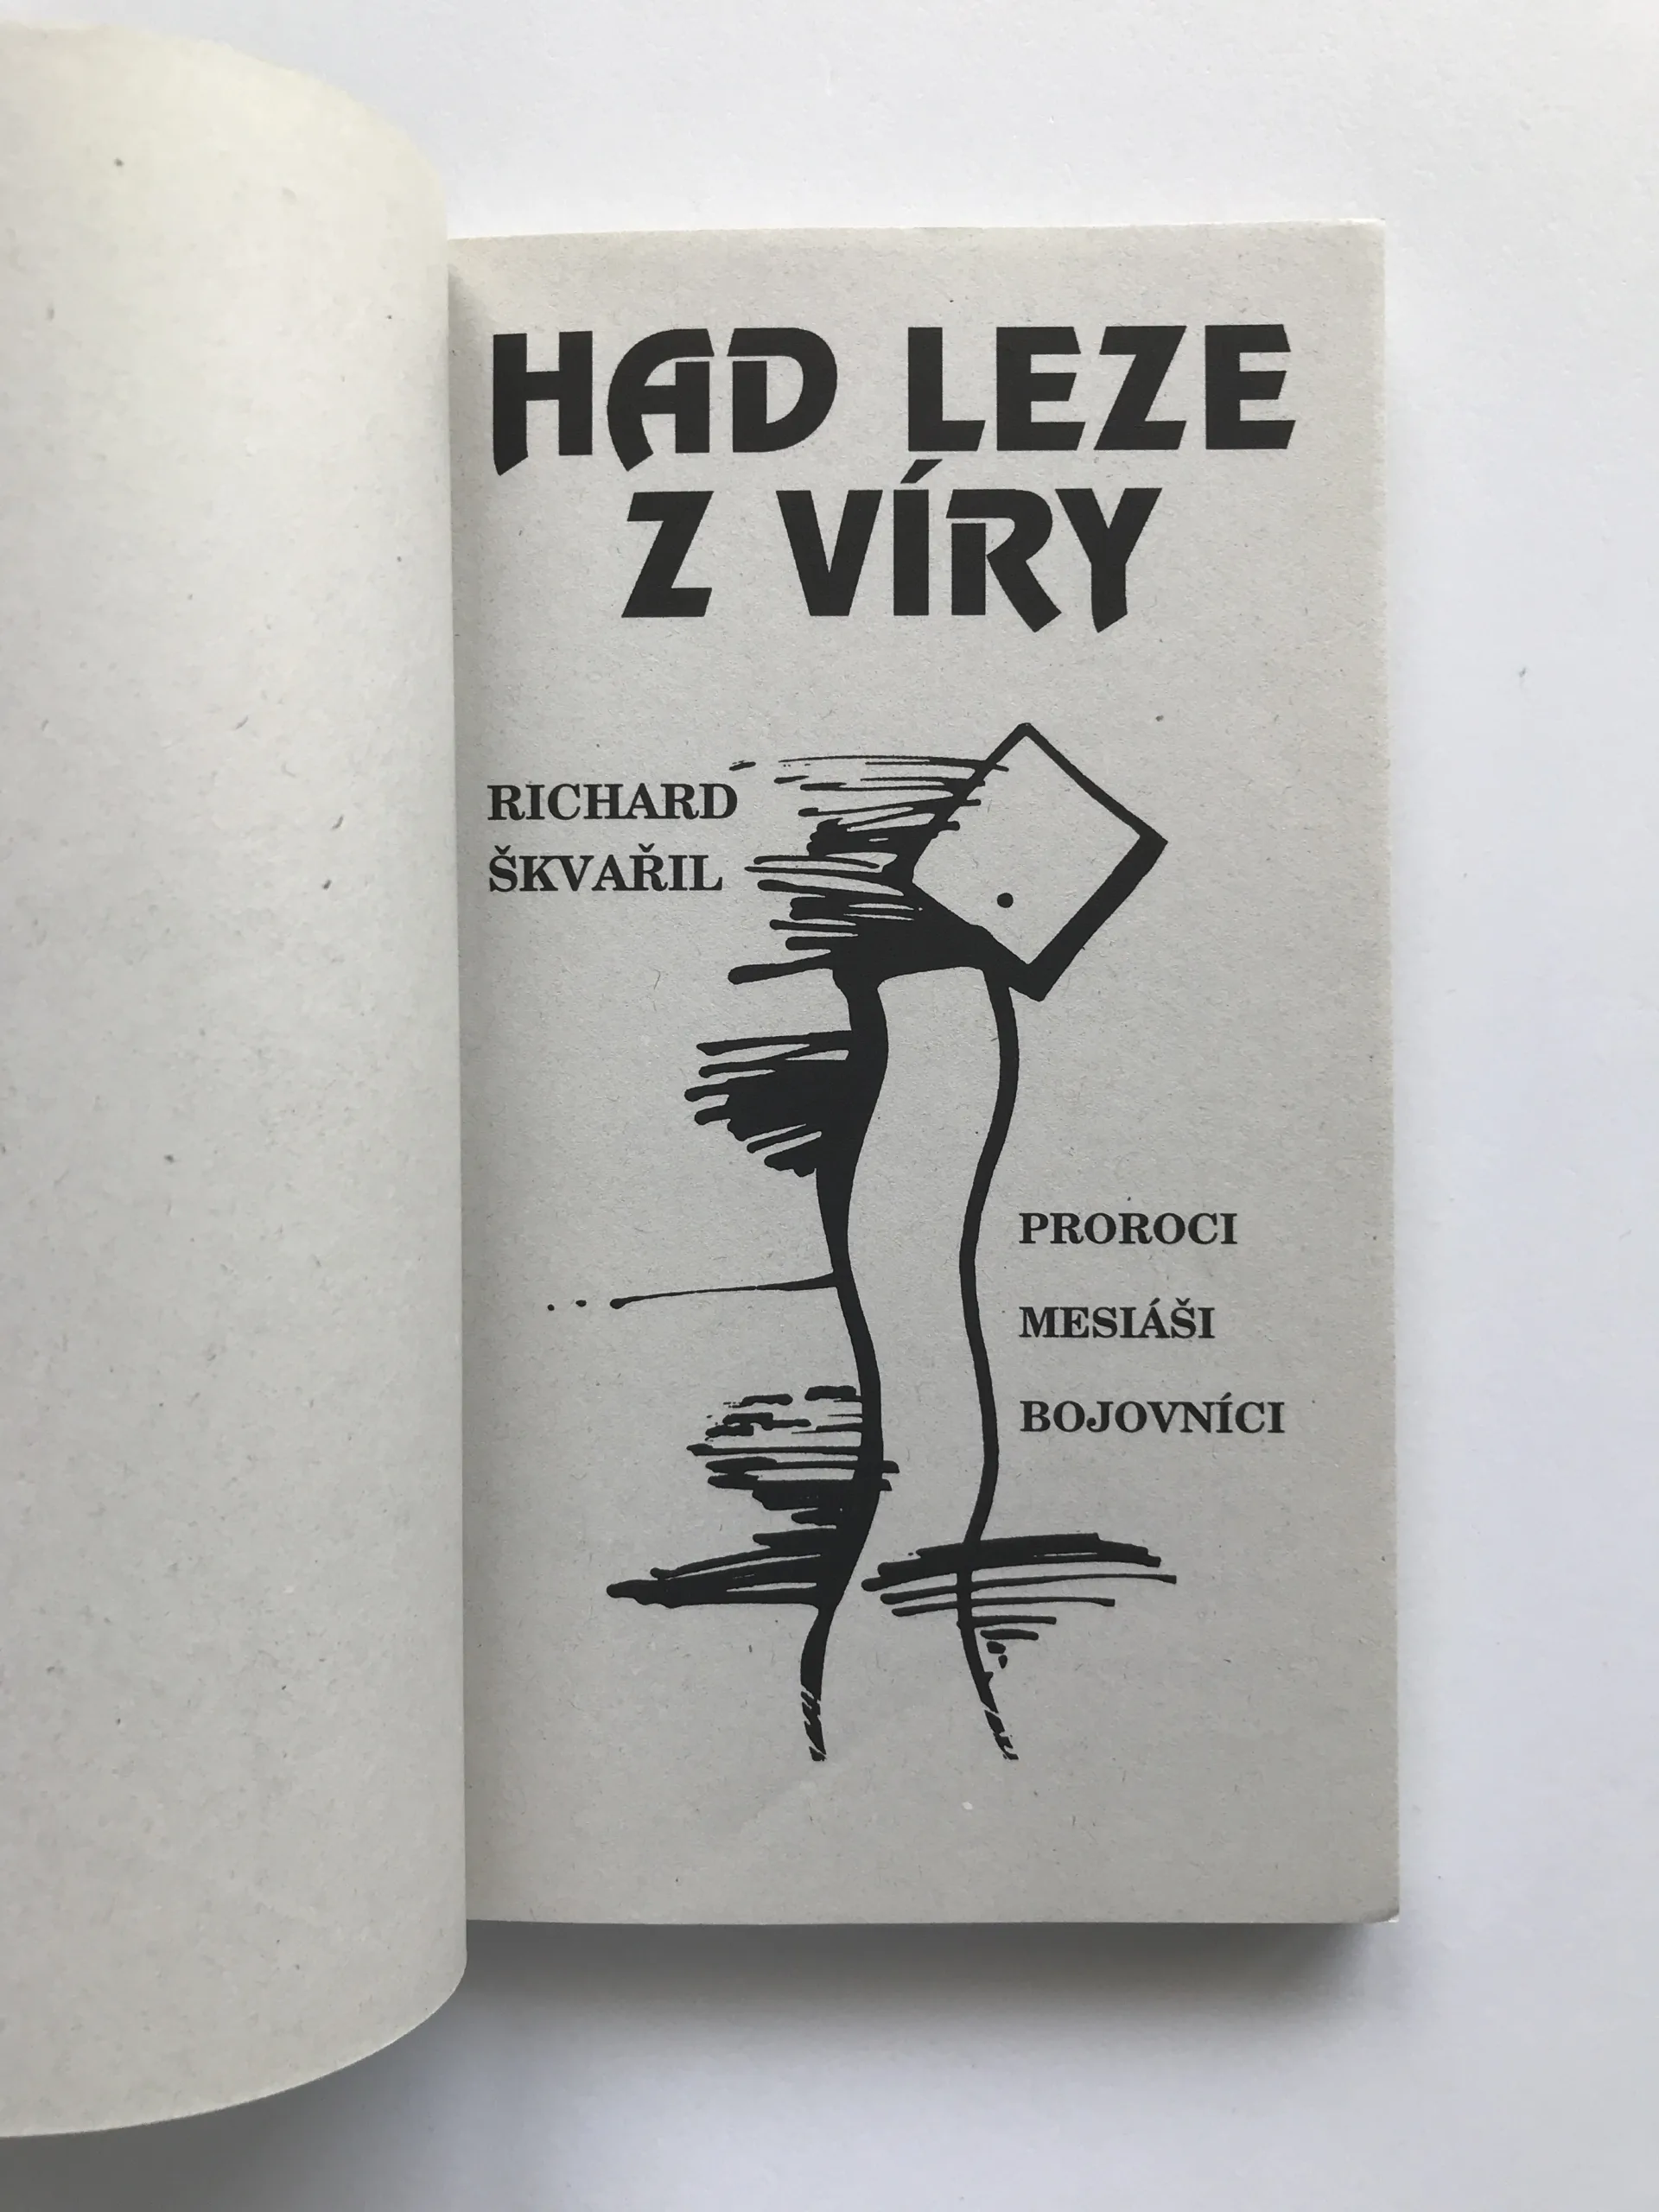 HAD LEZE
Z VÍRY
RICHARD
ŠKVAŘIL
PROROCI
MESIÁŠI
BOJOVNÍCI